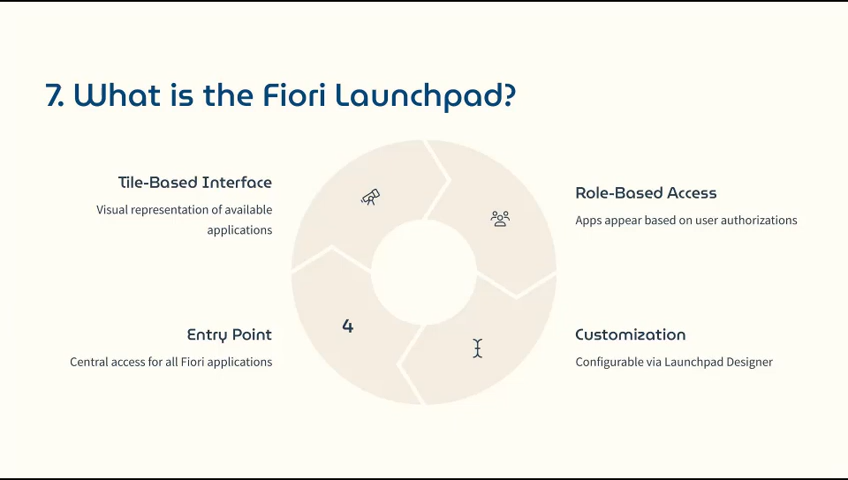 7. What is the Fiori Launchpad?
Tile-Based Interface
Visual representation of available
applications
Role-Based Access
Apps appear based on user authorizations
4
Entry Point
Central access for all Fiori applications
Customization
Configurable via Launchpad Designer